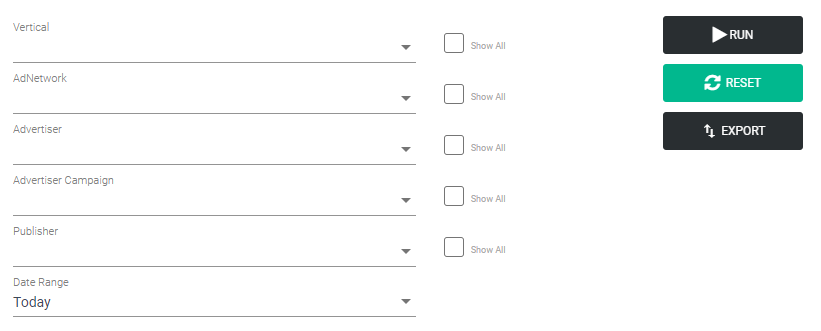 Vertical
Show All
RUN
AdNetwork
Show All
RESET
Advertiser
Show All
EXPORT
Advertiser Campaign
Show All
Publisher
Show All
Date Range
Today